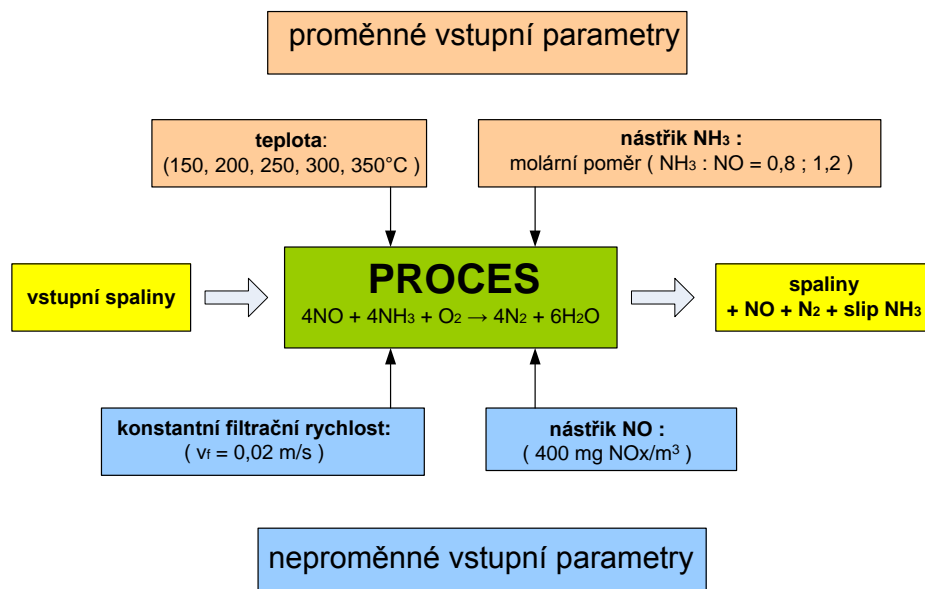 proměnné vstupní parametry
teplota:
(150, 200, 250, 300, 350°C )
nástřik NH₃ :
molární poměr ( NH₃ : NO = 0,8 ; 1,2 )
vstupní spaliny
PROCES
4NO + 4NH₃ + O₂ → 4N₂ + 6H₂O
spaliny
+ NO + N₂ + slip NH₃
konstantní filtrační rychlost:
( vf = 0,02 m/s )
nástřik NO :
( 400 mg NOx/m³ )
neproměnné vstupní parametry